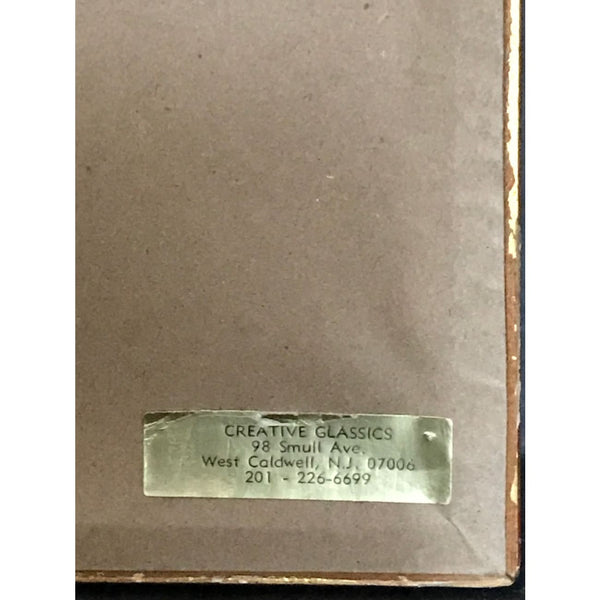 CREATIVE GLASSICS
98 Smull Ave.
West Caldwell, N.J. 07006
201 - 226-6699